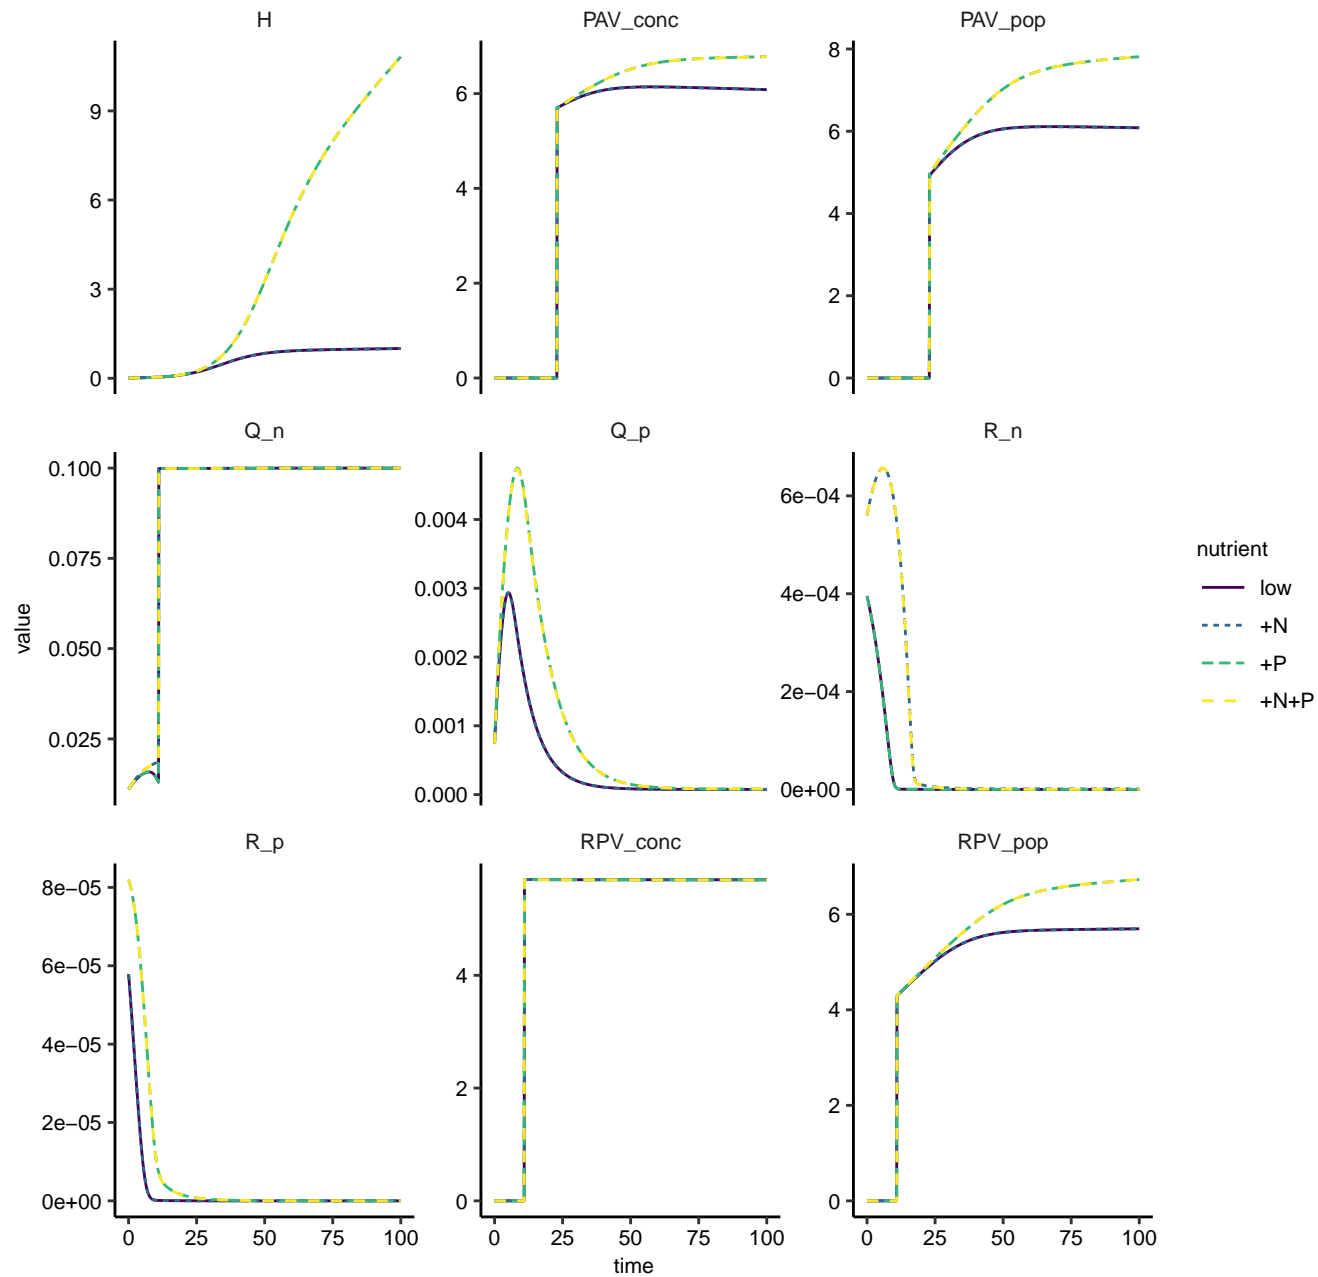 H
PAV_conc
PAV_pop
9
6
3
0
6
4
2
0
8
6
4
2
0
Q_n
Q_p
R_n
0.100
0.075
0.050
0.025
0.004
0.003
0.002
0.001
0.000
6e−04
4e−04
2e−04
0e+00
R_p
RPV_conc
RPV_pop
8e−05
6e−05
4e−05
2e−05
0e+00
4
2
0
6
4
2
0
0 25 50 75 100
0 25 50 75 100
0 25 50 75 100
time
value
nutrient
low
+N
+P
+N+P